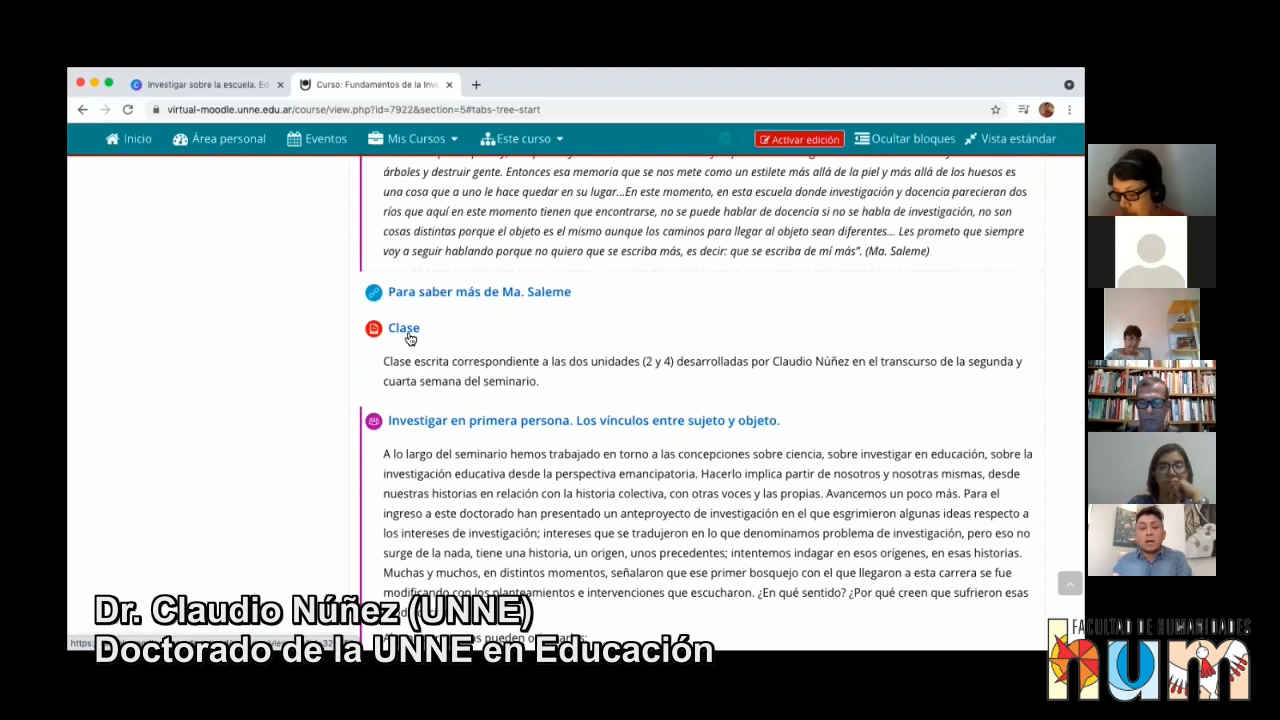 Investigar sobre la escuela. Ed
Curso: Fundamentos de la Inv
virtual-moodle.unne.edu.ar/course/view.php?id=7922&section=5#tabs-tree-start
Inicio Área personal Eventos Mis Cursos Este curso Activar edición Ocultar bloques Vista estándar
árboles y destruir gente. Entonces esa memoria que se nos mete como un estilete más allá de la piel y más allá de los huesos es
una cosa que a uno le hace quedar en su lugar...En este momento, en esta escuela donde investigación y docencia parecieran dos
ríos que aquí en este momento tienen que encontrarse, no se puede hablar de docencia si no se habla de investigación, no son
cosas distintas porque el objeto es el mismo aunque los caminos para llegar al objeto sean diferentes... Les prometo que siempre
voy a seguir hablando porque no quiero que se escriba más, es decir: que se escriba de mí más”. (Ma. Saleme)
Para saber más de Ma. Saleme
Clase
Clase escrita correspondiente a las dos unidades (2 y 4) desarrolladas por Claudio Núñez en el transcurso de la segunda y
cuarta semana del seminario.
Investigar en primera persona. Los vínculos entre sujeto y objeto.
A lo largo del seminario hemos trabajado en torno a las concepciones sobre ciencia, sobre investigar en educación, sobre la
investigación educativa desde la perspectiva emancipatoria. Hacerlo implica partir de nosotros y nosotras mismas, desde
nuestras historias en relación con la historia colectiva, con otras voces y las propias. Avancemos un poco más. Para el
ingreso a este doctorado han presentado un anteproyecto de investigación en el que esgrimieron algunas ideas respecto a
los intereses de investigación; intereses que se tradujeron en lo que denominamos problema de investigación, pero eso no
surge de la nada, tiene una historia, un origen, unos precedentes; intentemos indagar en esos orígenes, en esas historias.
Muchas y muchos, en distintos momentos, señalaron que ese primer bosquejo con el que llegaron a esta carrera se fue
modificando con los planteamientos e intervenciones que escucharon. ¿En qué sentido? ¿Por qué creen que sufrieron esas
Dr. Claudio Núñez (UNNE)
Doctorado de la UNNE en Educación
FACULTAD DE HUMANIDADES
hum